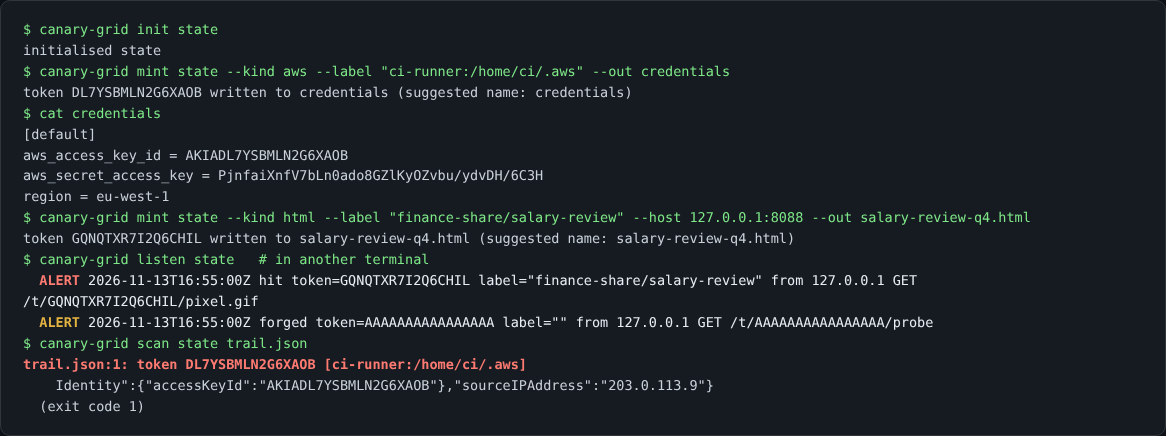 $ canary-grid init state
initialised state
$ canary-grid mint state --kind aws --label "ci-runner:/home/ci/.aws" --out credentials
token DL7YSBMLN2G6XAOB written to credentials (suggested name: credentials)
$ cat credentials
[default]
aws_access_key_id = AKIADL7YSBMLN2G6XAOB
aws_secret_access_key = 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
region = eu-west-1
$ canary-grid mint state --kind html --label "finance-share/salary-review" --host 127.0.0.1:8088 --out salary-review-q4.html
token GQNQTXR7I2Q6CHIL written to salary-review-q4.html (suggested name: salary-review-q4.html)
$ canary-grid listen state   # in another terminal
  ALERT 2026-11-13T16:55:00Z hit token=GQNQTXR7I2Q6CHIL label="finance-share/salary-review" from 127.0.0.1 GET
/t/GQNQTXR7I2Q6CHIL/pixel.gif
  ALERT 2026-11-13T16:55:00Z forged token=AAAAAAAAAAAAAAAA label="" from 127.0.0.1 GET /t/AAAAAAAAAAAAAAAA/probe
$ canary-grid scan state trail.json
trail.json:1: token DL7YSBMLN2G6XAOB [ci-runner:/home/ci/.aws]
    Identity":{"accessKeyId":"AKIADL7YSBMLN2G6XAOB"},"sourceIPAddress":"203.0.113.9"}
  (exit code 1)